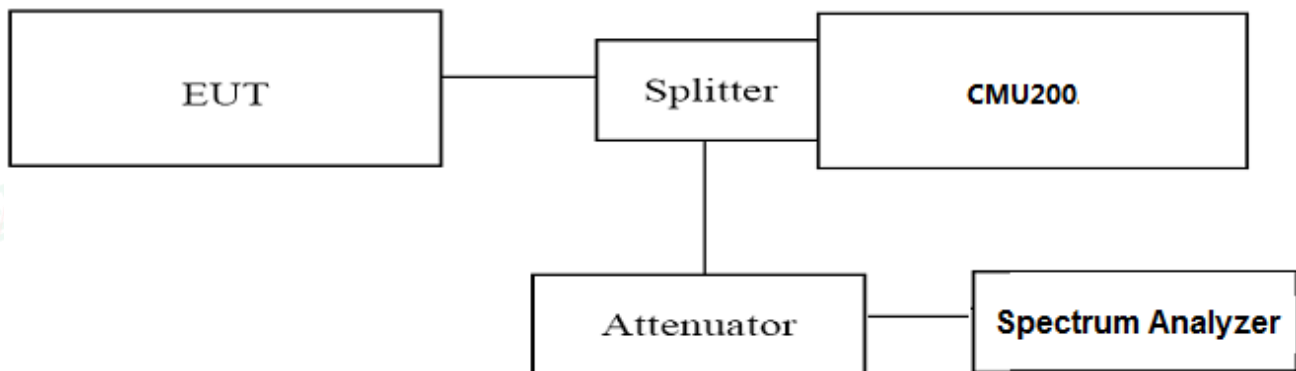 EUT
Splitter
CMU200.
Attenuator
Spectrum Analyzer